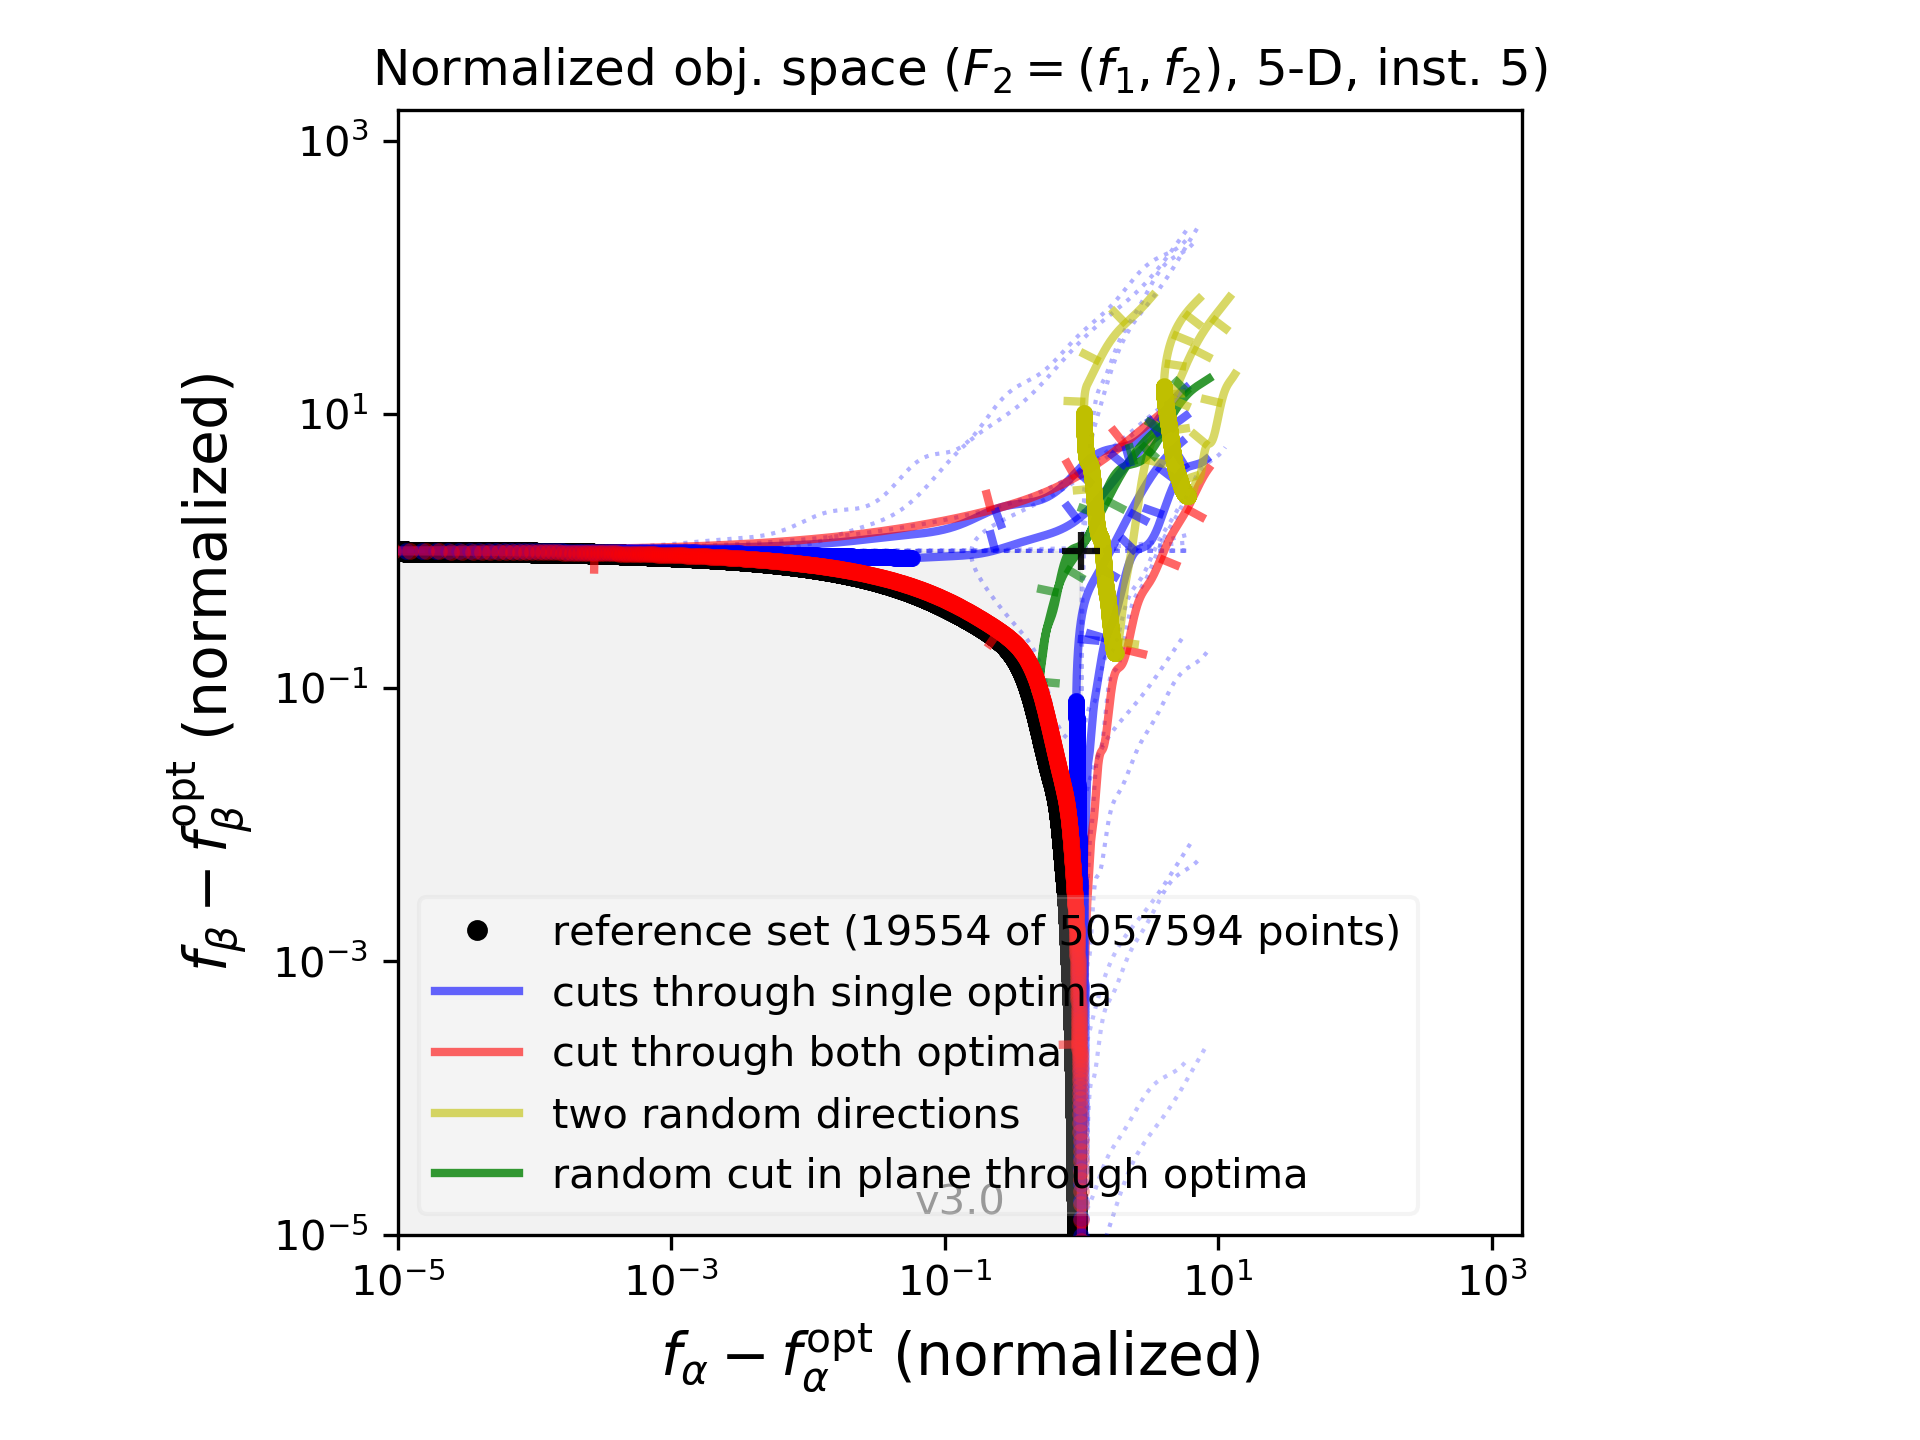 Normalized obj. space (F₂ = (f₁, f₂), 5-D, inst. 5)
10³
10¹
10⁻¹
10⁻³
10⁻⁵
f_β − f_β^opt (normalized)
reference set (19554 of 5057594 points)
cuts through single optima
cut through both optima
two random directions
random cut in plane through optima
v3.0
10⁻⁵ 10⁻³ 10⁻¹ 10¹ 10³
f_α − f_α^opt (normalized)